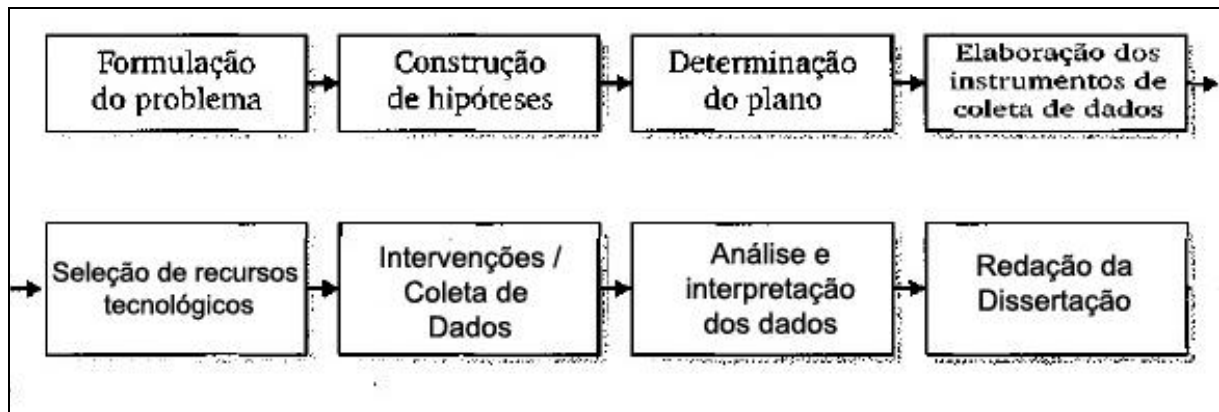 Formulação
do problema
Construção
de hipóteses
Determinação
do plano
Elaboração dos
instrumentos de
coleta de dados
Seleção de recursos
tecnológicos
Intervenções /
Coleta de
Dados
Análise e
interpretação
dos dados
Redação da
Dissertação